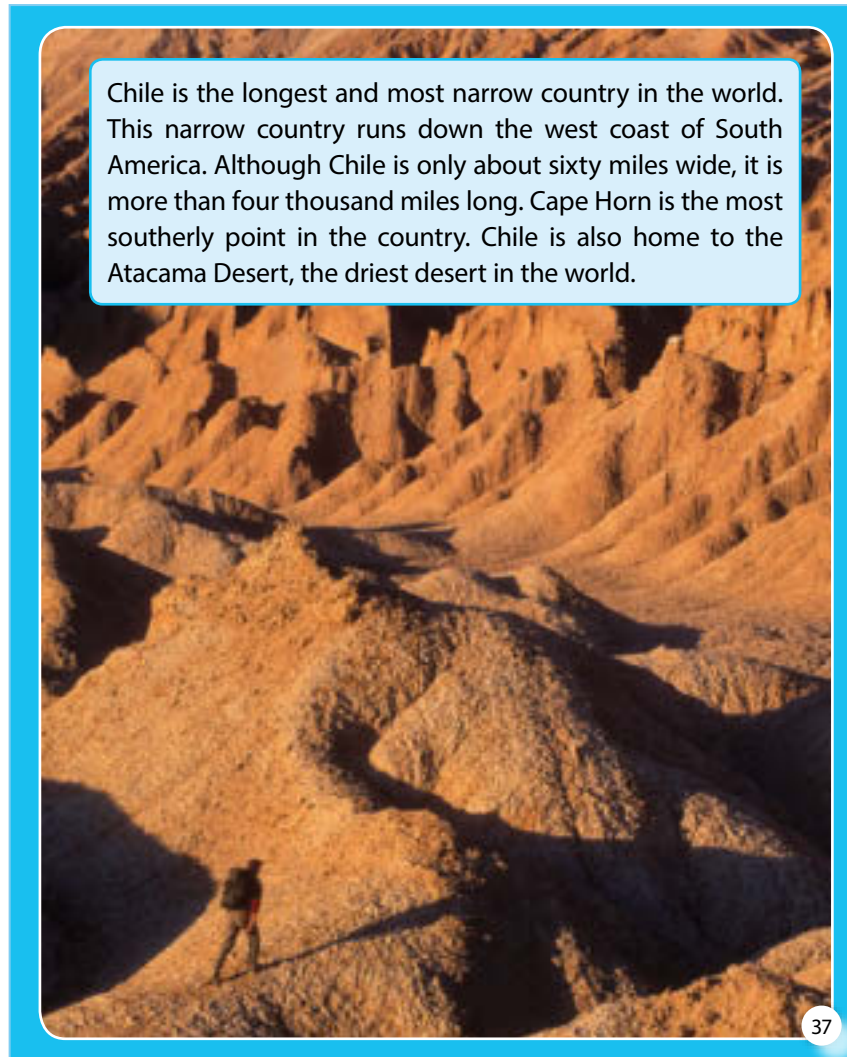 Chile is the longest and most narrow country in the world.
This narrow country runs down the west coast of South
America. Although Chile is only about sixty miles wide, it is
more than four thousand miles long. Cape Horn is the most
southerly point in the country. Chile is also home to the
Atacama Desert, the driest desert in the world.
37